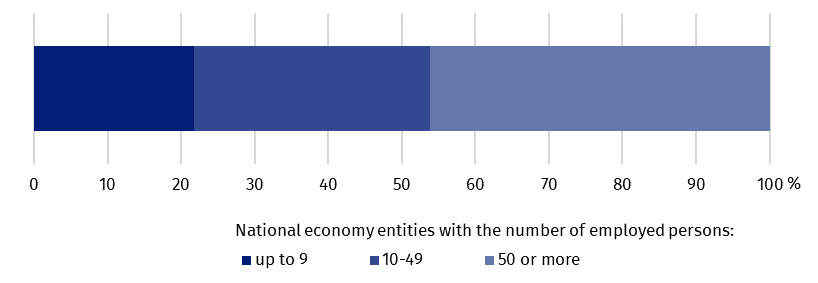 0 10 20 30 40 50 60 70 80 90 100 %
National economy entities with the number of employed persons:
up to 9 10-49 50 or more